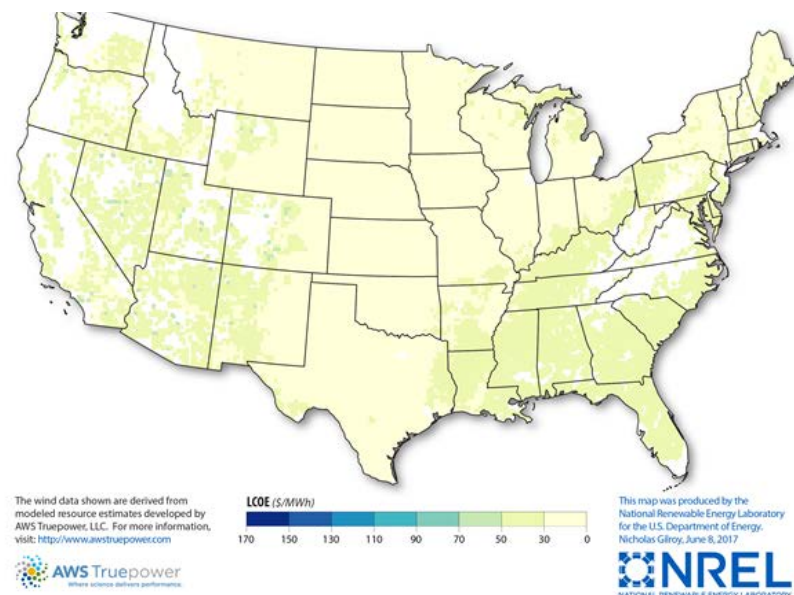 The wind data shown are derived from
modeled resource estimates developed by
AWS Truepower, LLC. For more information,
visit: http://www.awstruepower.com
AWS Truepower
Where science delivers performance.
LCOE ($/MWh)
170 150 130 110 90 70 50 30 0
This map was produced by the
National Renewable Energy Laboratory
for the U.S. Department of Energy.
Nicholas Gilroy, June 8, 2017
NREL
NATIONAL RENEWABLE ENERGY LABORATORY